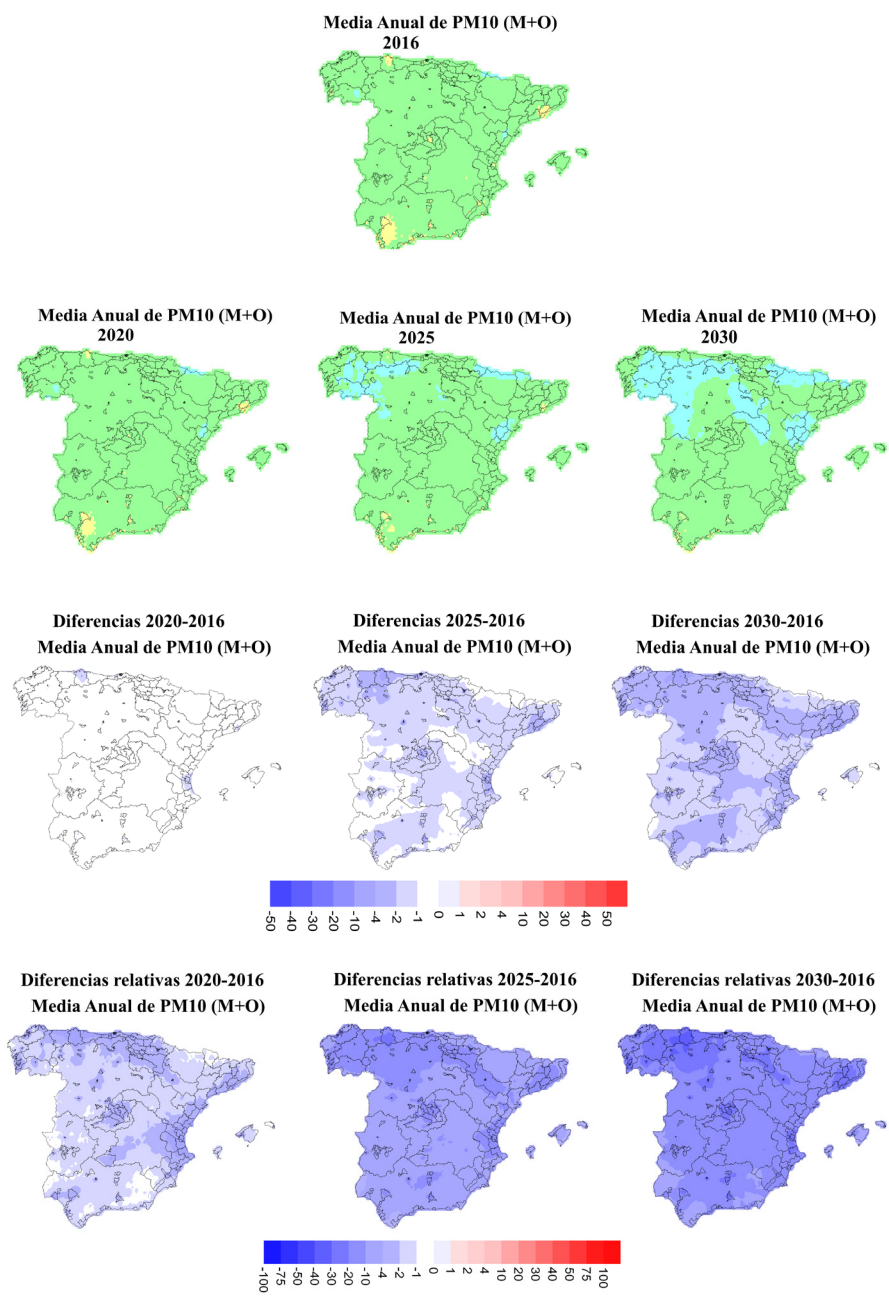 Media Anual de PM10 (M+O)
2016
Media Anual de PM10 (M+O)
2020
Media Anual de PM10 (M+O)
2025
Media Anual de PM10 (M+O)
2030
Diferencias 2020-2016
Media Anual de PM10 (M+O)
Diferencias 2025-2016
Media Anual de PM10 (M+O)
Diferencias 2030-2016
Media Anual de PM10 (M+O)
-50 -40 -30 -20 -10 -4 -2 -1 0 1 2 4 10 20 30 40 50
Diferencias relativas 2020-2016
Media Anual de PM10 (M+O)
Diferencias relativas 2025-2016
Media Anual de PM10 (M+O)
Diferencias relativas 2030-2016
Media Anual de PM10 (M+O)
-100 -75 -50 -40 -30 -20 -10 -4 -2 -1 0 1 2 4 10 20 30 40 50 75 100